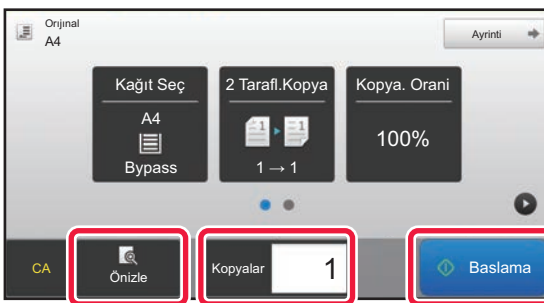 Orıjınal
A4
Ayrinti
Kağıt Seç
A4
Bypass
2 Tarafl.Kopya
1 → 1
Kopya. Orani
100%
CA
Önizle
Kopyalar
1
Baslama